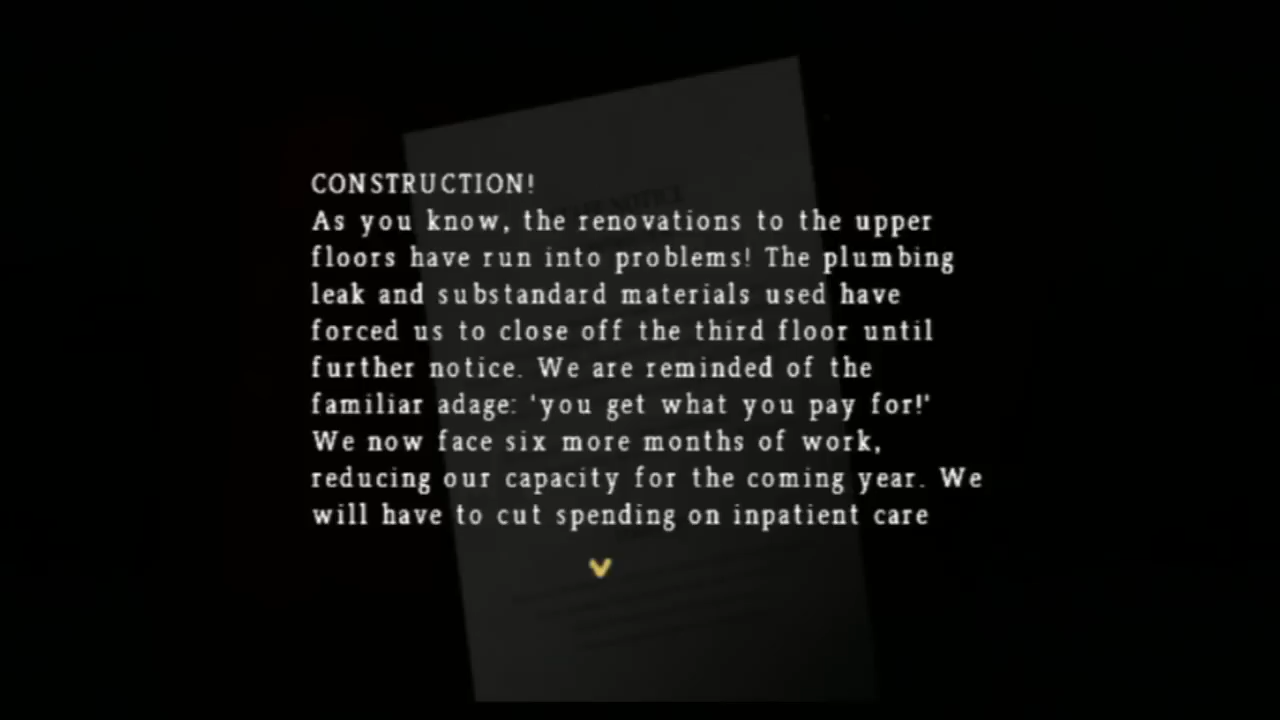 CONSTRUCTION!
As you know, the renovations to the upper
floors have run into problems! The plumbing
leak and substandard materials used have
forced us to close off the third floor until
further notice. We are reminded of the
familiar adage: 'you get what you pay for!'
We now face six more months of work,
reducing our capacity for the coming year. We
will have to cut spending on inpatient care